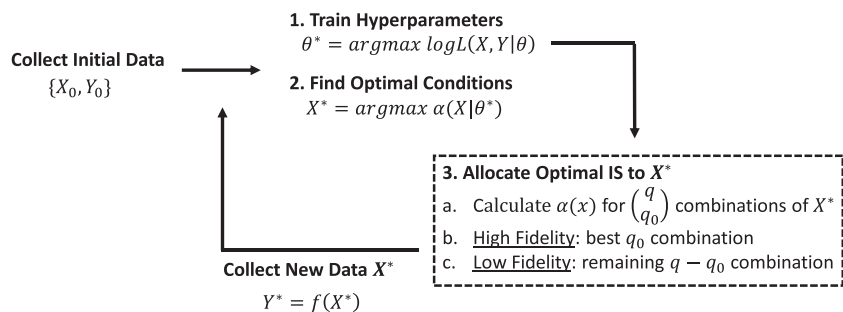 Collect Initial Data
{X₀, Y₀}
1. Train Hyperparameters
θ* = argmax logL(X, Y|θ)
2. Find Optimal Conditions
X* = argmax α(X|θ*)
3. Allocate Optimal IS to X*
a. Calculate α(x) for (q q₀) combinations of X*
b. High Fidelity: best q₀ combination
c. Low Fidelity: remaining q − q₀ combination
Collect New Data X*
Y* = f(X*)